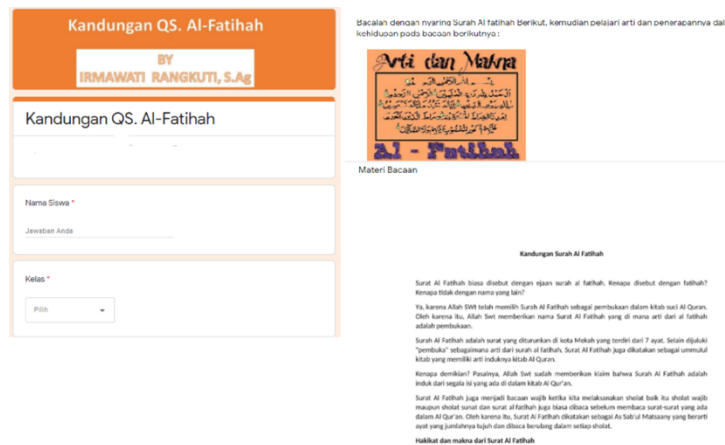 Kandungan QS. Al-Fatihah
BY
IRMAWATI RANGKUTI, S.Ag
Kandungan QS. Al-Fatihah
Nama Siswa *
Jawaban Anda
Kelas *
Pilih
Bacalah dengan nyaring Surah Al fatihah Berikut, kemudian pelajari arti dan penerapannya dal
kehidupan pada bacaan berikutnya :
Arti dan Makna
Al - Fatihah
Materi Bacaan
Kandungan Surah Al Fatihah
Surat Al Fatihah biasa disebut dengan ejaan surah al fatihah. Kenapa disebut dengan fatihah?
Kenapa tidak dengan nama yang lain?
Ya, karena Allah SWt telah memilih Surah Al Fatihah sebagai pembukaan dalam kitab suci Al Quran.
Oleh karena itu, Allah Swt memberikan nama Surat Al Fatihah yang di mana arti dari al fatihah
adalah pembukaan.
Surah Al Fatihah adalah surat yang diturunkan di kota Mekah yang terdiri dari 7 ayat. Selain dijuluki
"pembuka" sebagaimana arti dari surah al fatihah. Surat Al Fatihah juga dikatakan sebagai ummulul
kitab yang memiliki arti induknya kitab Al Quran.
Kenapa demikian? Pasalnya, Allah Swt sudah memberikan klaim bahwa Surah Al Fatihah adalah
induk dari segala isi yang ada di dalam kitab Al Qur'an.
Surat Al Fatihah juga menjadi bacaan wajib ketika kita melaksanakan sholat baik itu sholat wajib
maupun sholat sunat dan surat al fatihah juga biasa dibaca sebelum membaca surat-surat yang ada
dalam Al Qur'an. Oleh karena itu, Surat Al Fatihah dikatakan sebagai As Sab'ul Matsaany yang berarti
ayat yang jumlahnya tujuh dan dibaca berulang dalam setiap sholat.
Hakikat dan makna dari Surat Al Fatihah